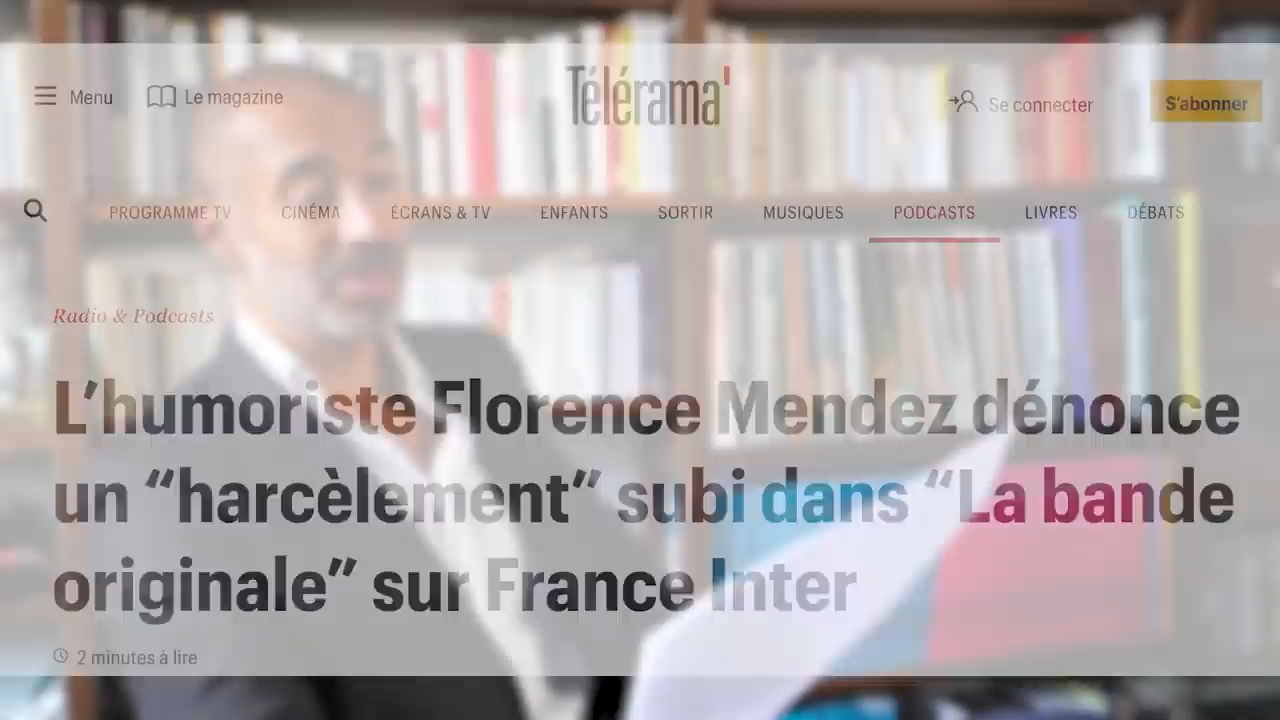 Menu
Le magazine
Télérama'
Se connecter
S'abonner
PROGRAMME TV
CINÉMA
ÉCRANS & TV
ENFANTS
SORTIR
MUSIQUES
PODCASTS
LIVRES
DÉBATS
Radio & Podcasts
L’humoriste Florence Mendez dénonce
un “harcèlement” subi dans “La bande
originale” sur France Inter
2 minutes à lire